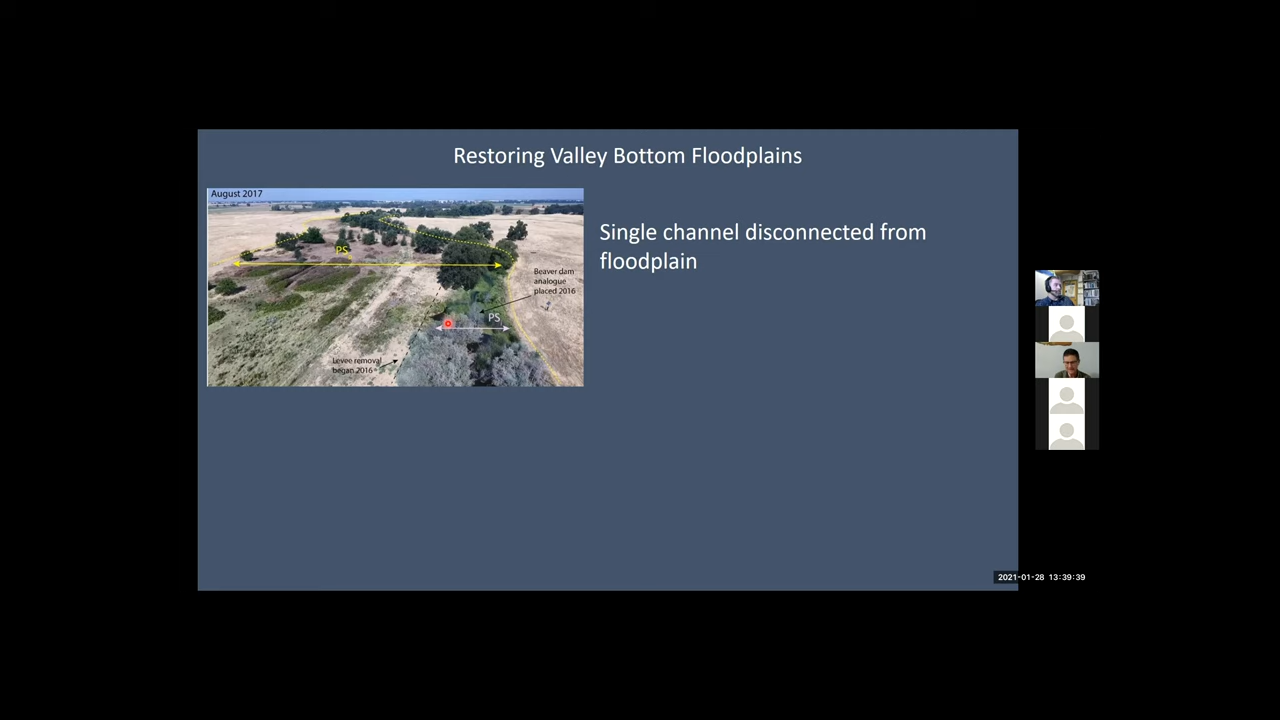 Restoring Valley Bottom Floodplains
August 2017
PS
Beaver dam
analogue
placed 2016
PS
Levee removal
began 2016
Single channel disconnected from
floodplain
2021-01-28 13:39:39